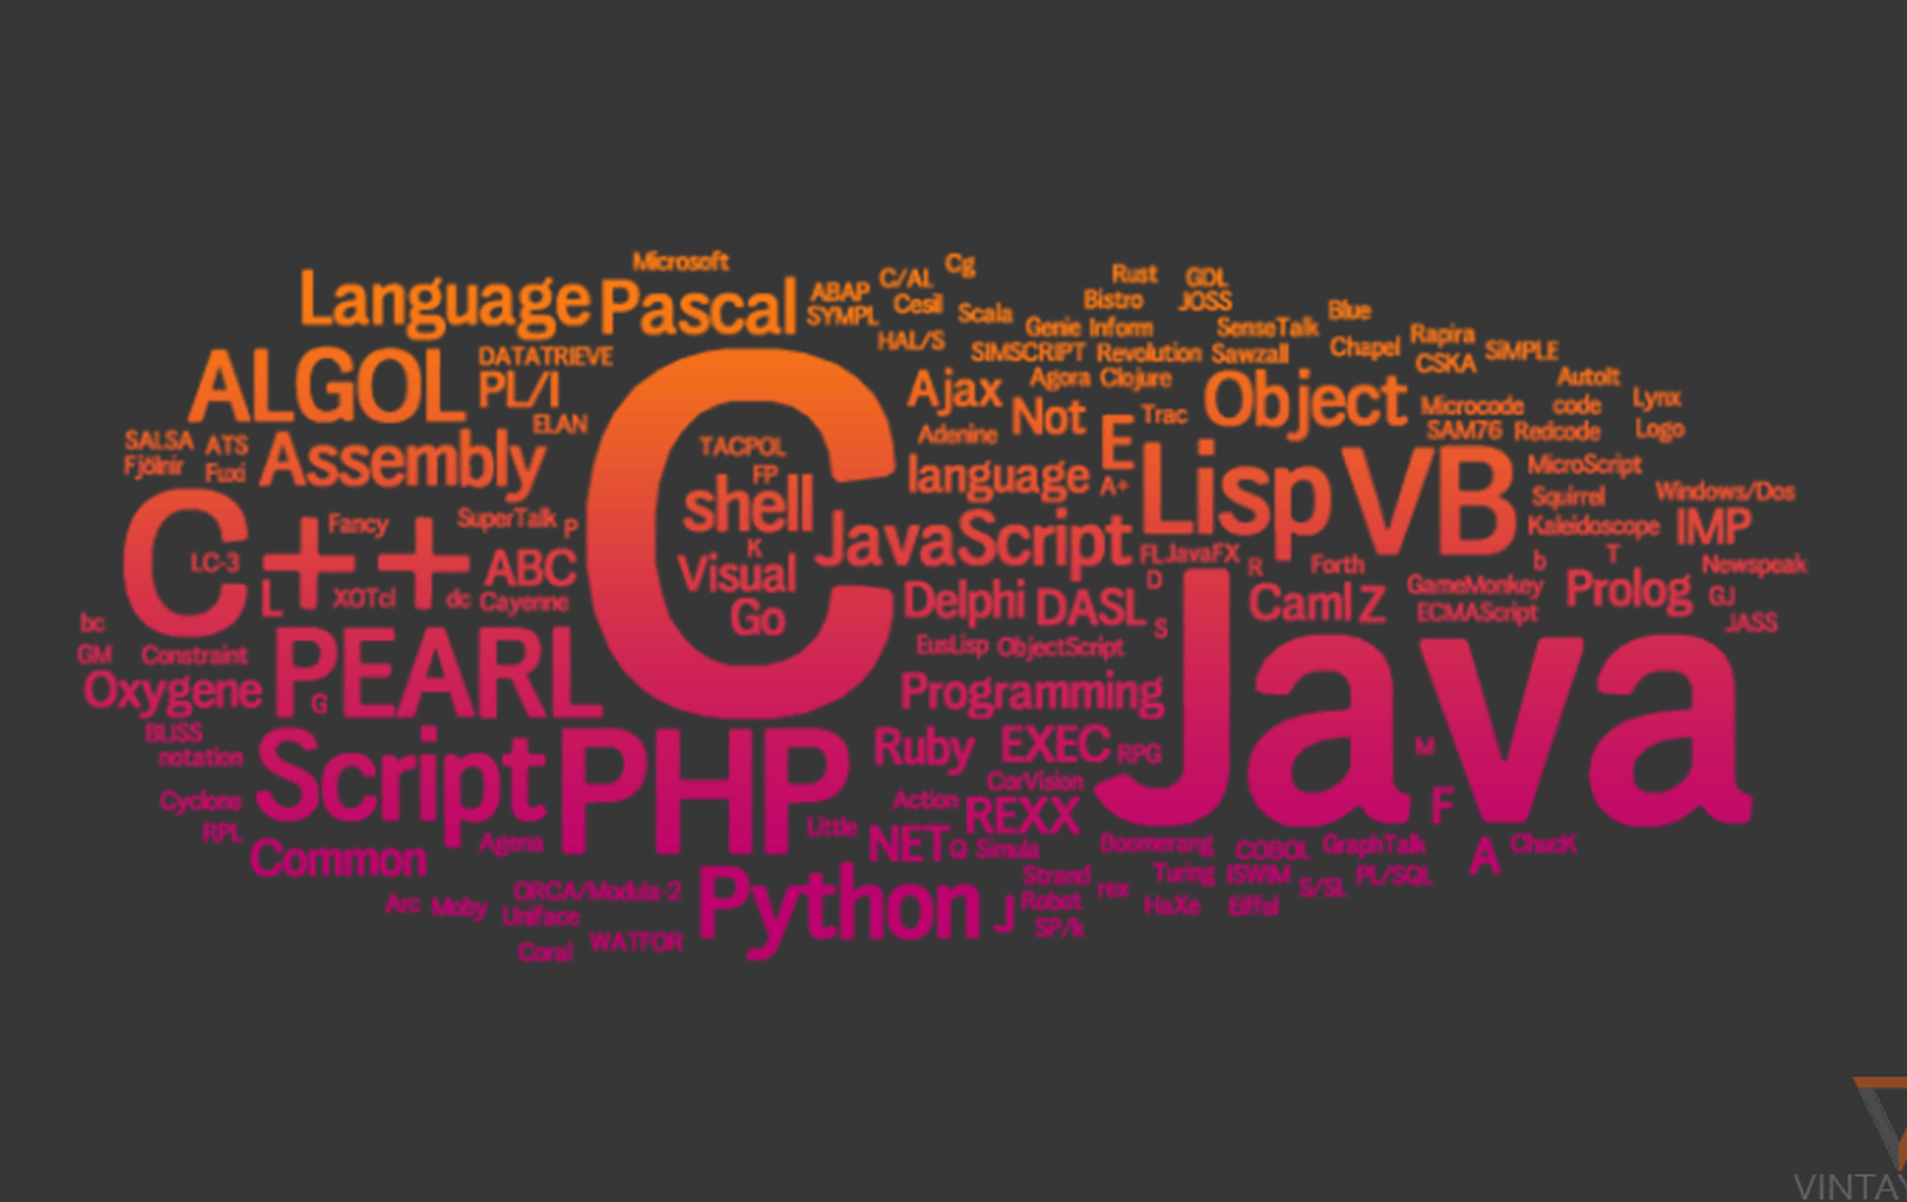 Microsoft
Language Pascal ABAP C/AL Cg Rust GDL
SYMPL Cesil Scala Bistro JOSS Blue
HAL/S Genie Inform SenseTalk Rapira
SIMSCRIPT Revolution Sawzall Chapel CSKA SiMPLE
ALGOL DATATRIEVE Agora Clojure AutoIt
PL/I C Ajax Not Trac Object Microcode code Lynx
ELAN Adenine E SAM76 Redcode Logo
SALSA ATS Assembly TACPOL
Fjölnir Fuxi FP language A+ Lisp VB MicroScript
shell Squirrel Windows/Dos
C++ Fancy SuperTalk P JavaScript Kaleidoscope IMP
LC-3 ABC K FL JavaFX R Forth b T Newspeak
L XOTcl dc Cayenne Visual Delphi DASL D Caml Z GameMonkey Prolog GJ
bc Go S ECMAScript JASS
GM Constraint PEARL EusLisp ObjectScript Java
Oxygene G Programming
BLISS Script PHP Ruby EXEC RPG M
notation CorVision
Cyclone Action REXX F
RPL Agena Little NET Q Simula Boomerang COBOL GraphTalk A ChucK
Common Strand Turing ISWIM S/SL PL/SQL
Arc Moby ORCA/Modula-2 Python J Robot rex HaXe Eiffel
Uniface SP/k
Coral WATFOR
VINTA